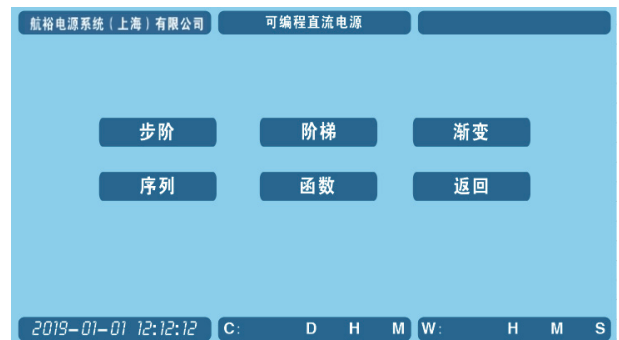 航裕电源系统（上海）有限公司 可编程直流电源
步阶 阶梯 渐变
序列 函数 返回
2019-01-01 12:12:12 C: D H M W: H M S